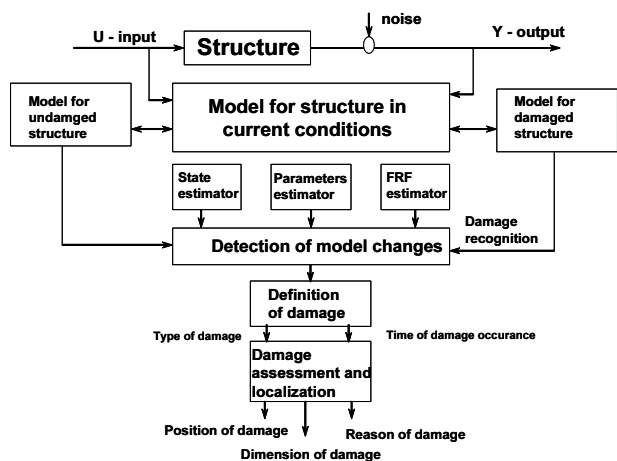 U - input
Structure
noise
Y - output
Model for
undamged
structure
Model for structure in
current conditions
Model for
damaged
structure
State
estimator
Parameters
estimator
FRF
estimator
Damage
recognition
Detection of model changes
Definition
of damage
Type of damage
Time of damage occurance
Damage
assessment and
localization
Position of damage
Reason of damage
Dimension of damage